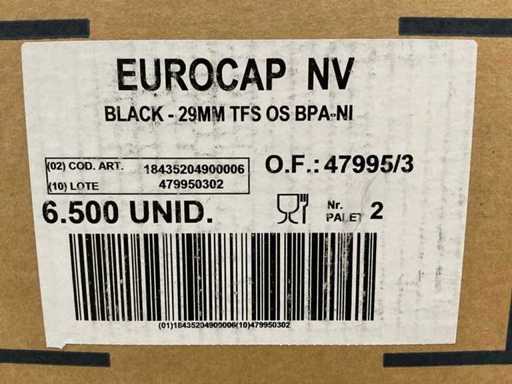 EUROCAP NV
BLACK - 29MM TFS OS BPA-NI
(02) COD. ART. 18435204900006
(10) LOTE 479950302
O.F.: 47995/3
6.500 UNID.
Nr. PALET 2
(01)18435204900006(10)479950302